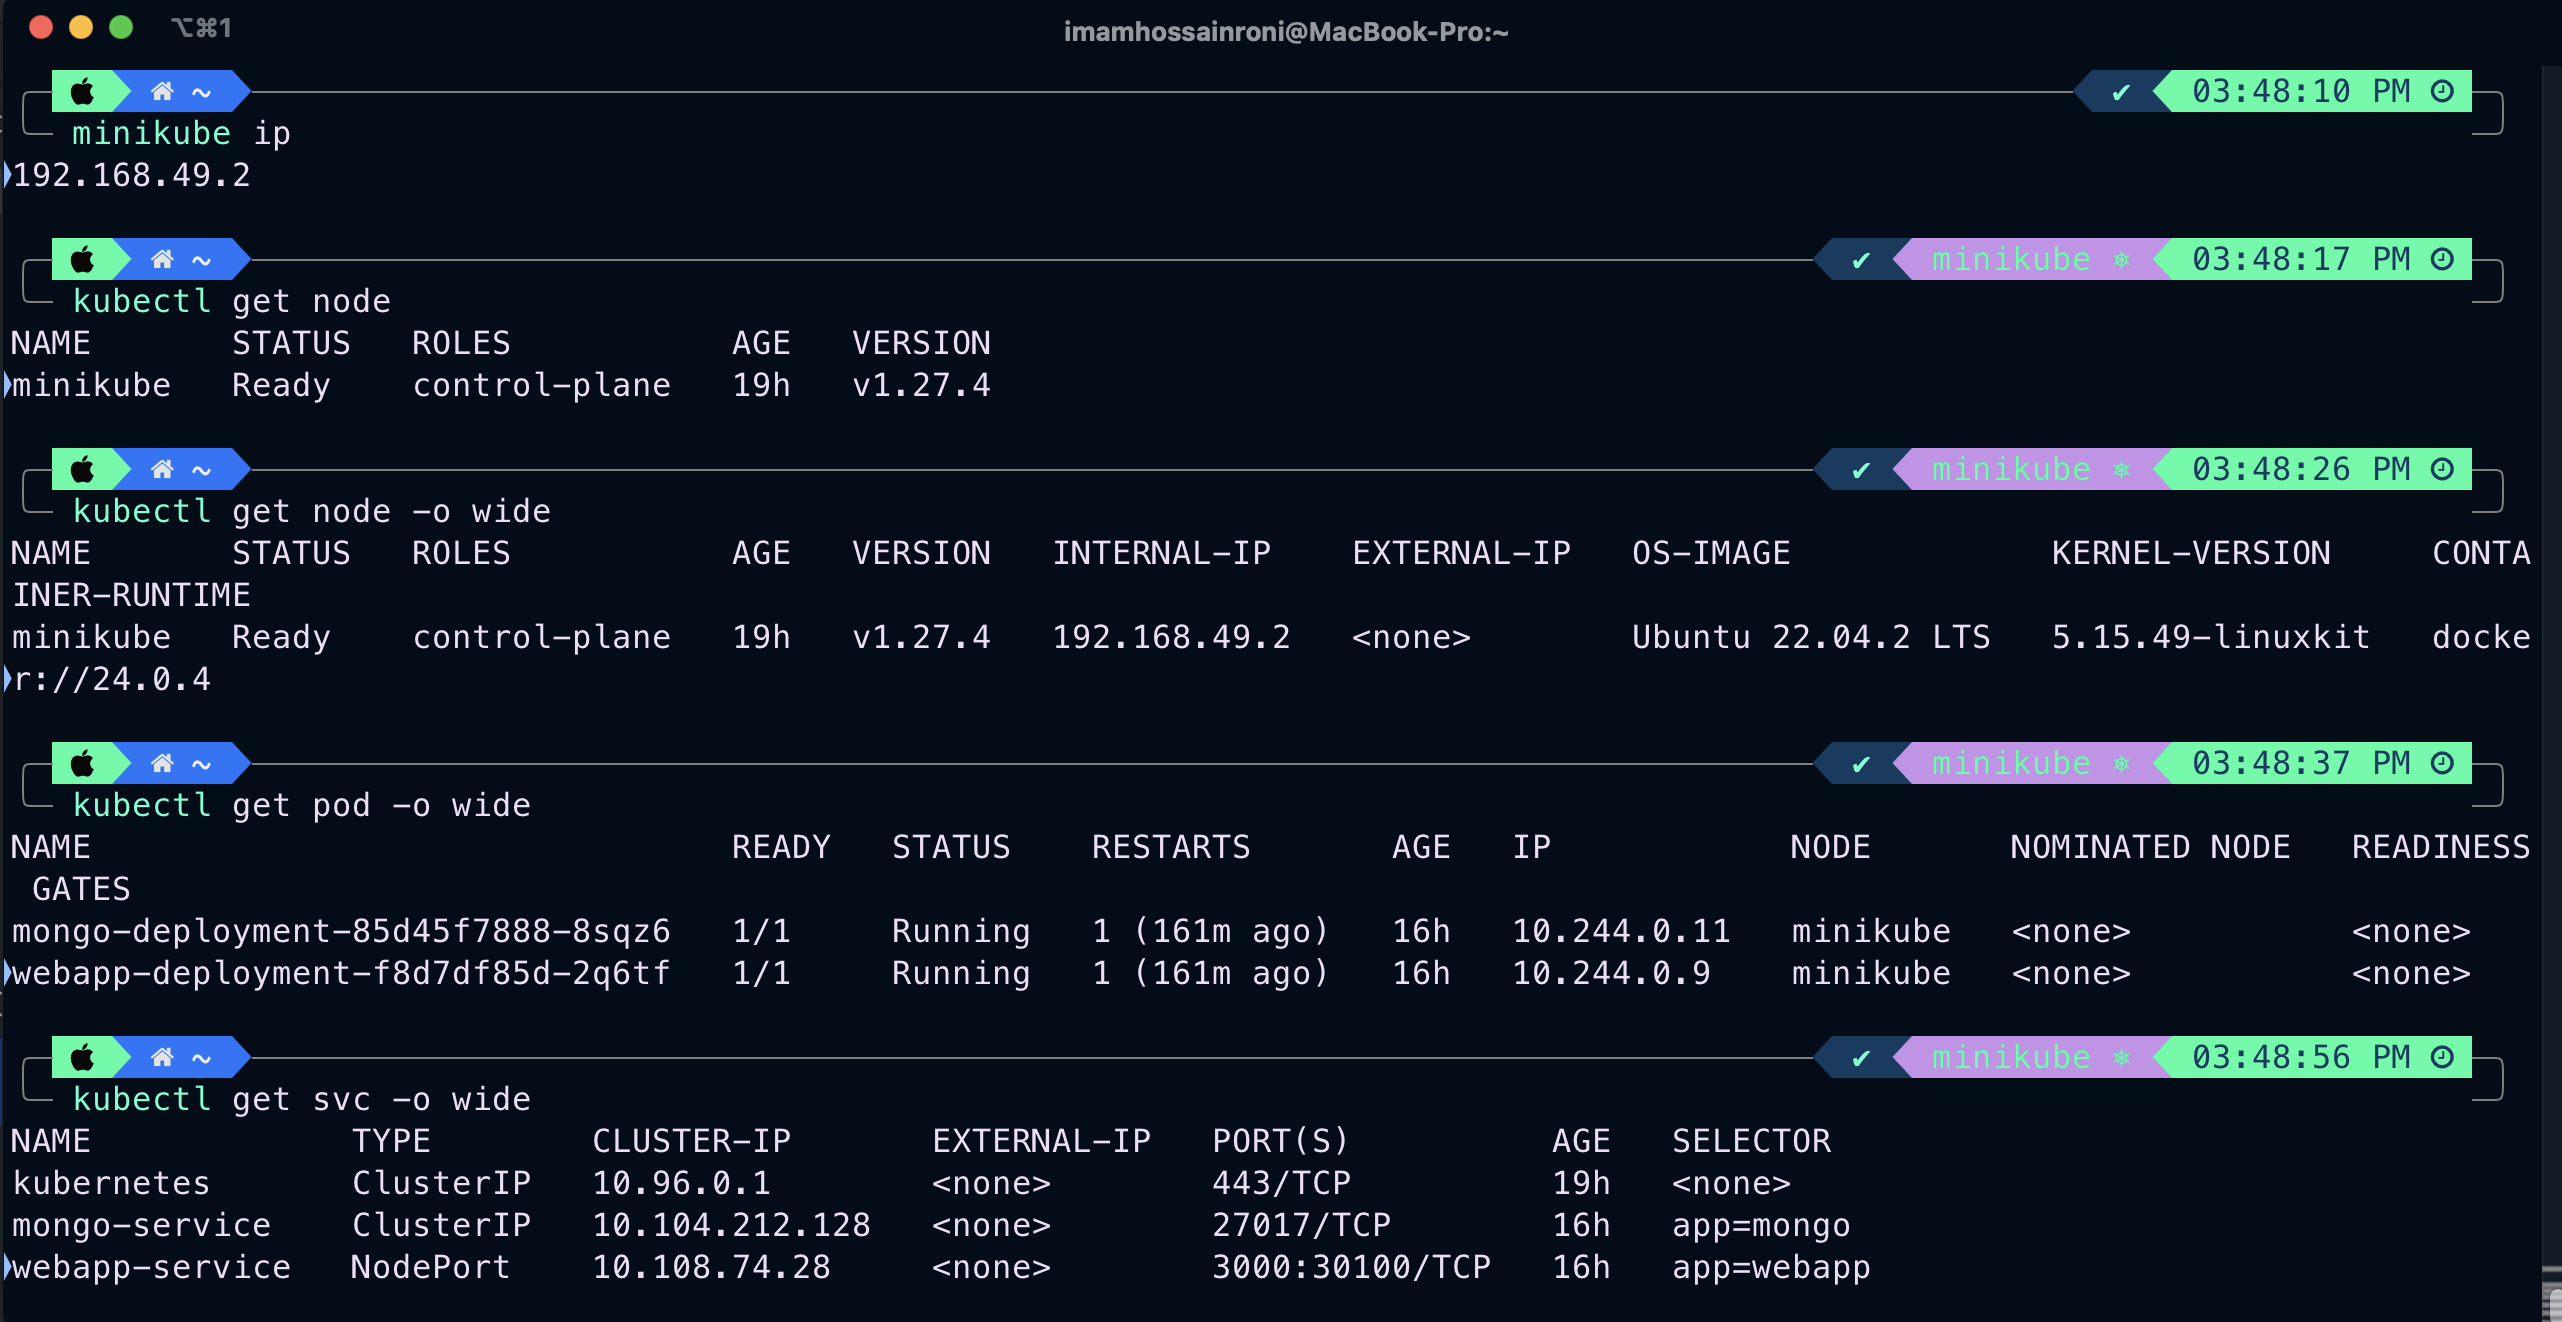 ⌥⌘1 imamhossainroni@MacBook-Pro:~
~ ✔ 03:48:10 PM
minikube ip
192.168.49.2
~ ✔ minikube ⎈ 03:48:17 PM
kubectl get node
NAME STATUS ROLES AGE VERSION
minikube Ready control-plane 19h v1.27.4
~ ✔ minikube ⎈ 03:48:26 PM
kubectl get node -o wide
NAME STATUS ROLES AGE VERSION INTERNAL-IP EXTERNAL-IP OS-IMAGE KERNEL-VERSION CONTA
INER-RUNTIME
minikube Ready control-plane 19h v1.27.4 192.168.49.2 <none> Ubuntu 22.04.2 LTS 5.15.49-linuxkit docke
r://24.0.4
~ ✔ minikube ⎈ 03:48:37 PM
kubectl get pod -o wide
NAME READY STATUS RESTARTS AGE IP NODE NOMINATED NODE READINESS
GATES
mongo-deployment-85d45f7888-8sqz6 1/1 Running 1 (161m ago) 16h 10.244.0.11 minikube <none> <none>
webapp-deployment-f8d7df85d-2q6tf 1/1 Running 1 (161m ago) 16h 10.244.0.9 minikube <none> <none>
~ ✔ minikube ⎈ 03:48:56 PM
kubectl get svc -o wide
NAME TYPE CLUSTER-IP EXTERNAL-IP PORT(S) AGE SELECTOR
kubernetes ClusterIP 10.96.0.1 <none> 443/TCP 19h <none>
mongo-service ClusterIP 10.104.212.128 <none> 27017/TCP 16h app=mongo
webapp-service NodePort 10.108.74.28 <none> 3000:30100/TCP 16h app=webapp